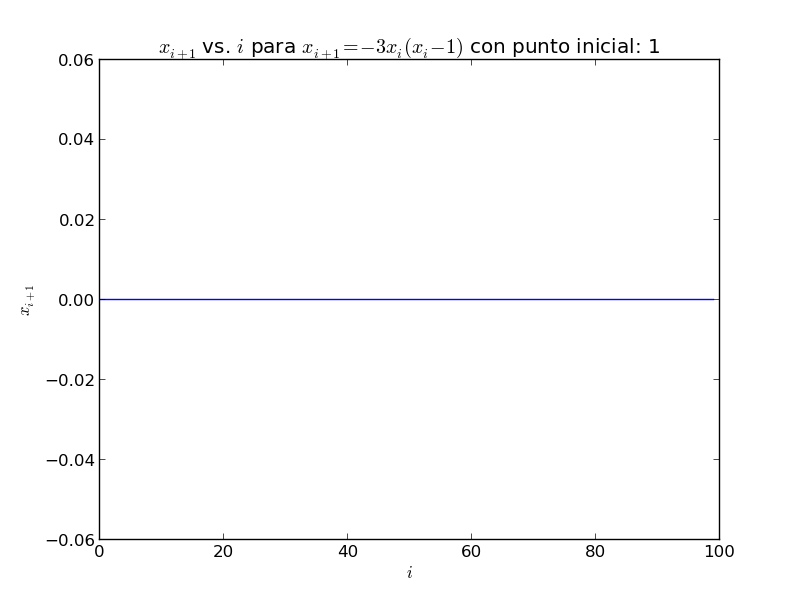 x_{i+1} vs. i para x_{i+1}=−3x_i(x_i−1) con punto inicial: 1
0.06
0.04
0.02
0.00
−0.02
−0.04
−0.06
x_{i+1}
0 20 40 60 80 100
i